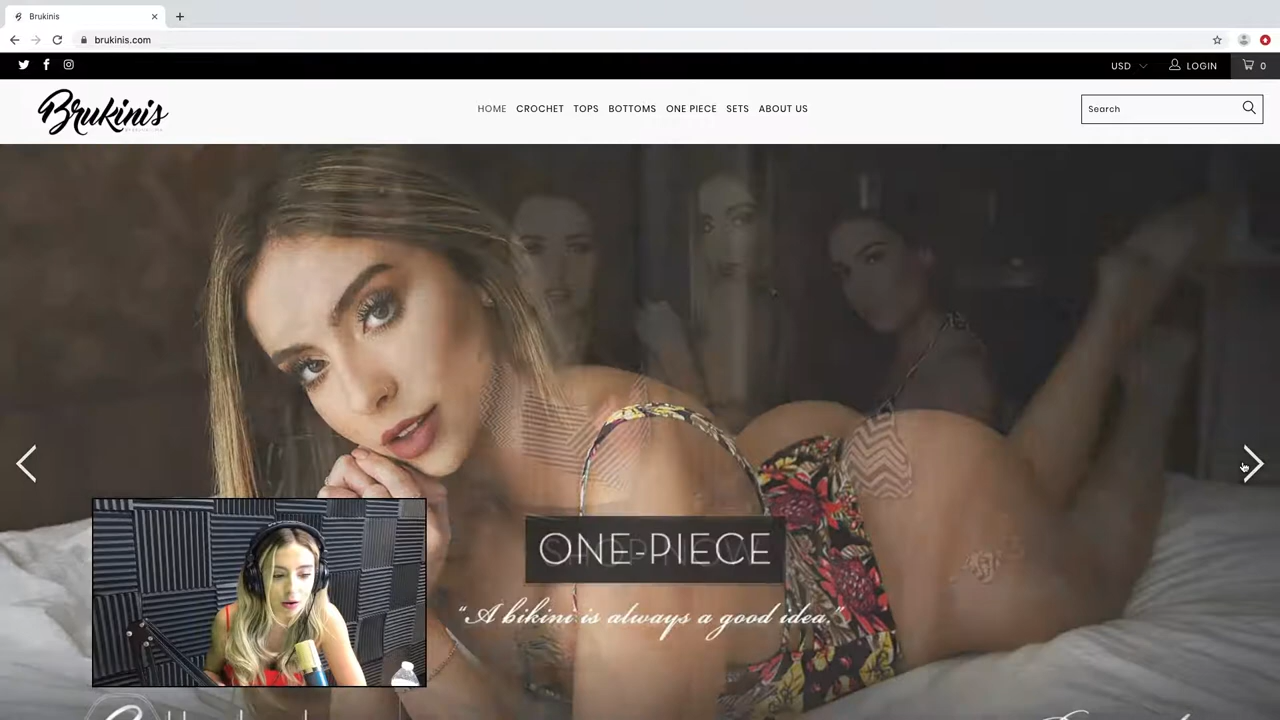 Brukinis
brukinis.com
USD
LOGIN
0
Brukinis
HOME
CROCHET
TOPS
BOTTOMS
ONE PIECE
SETS
ABOUT US
Search
ONE-PIECE
“A bikini is always a good idea.”